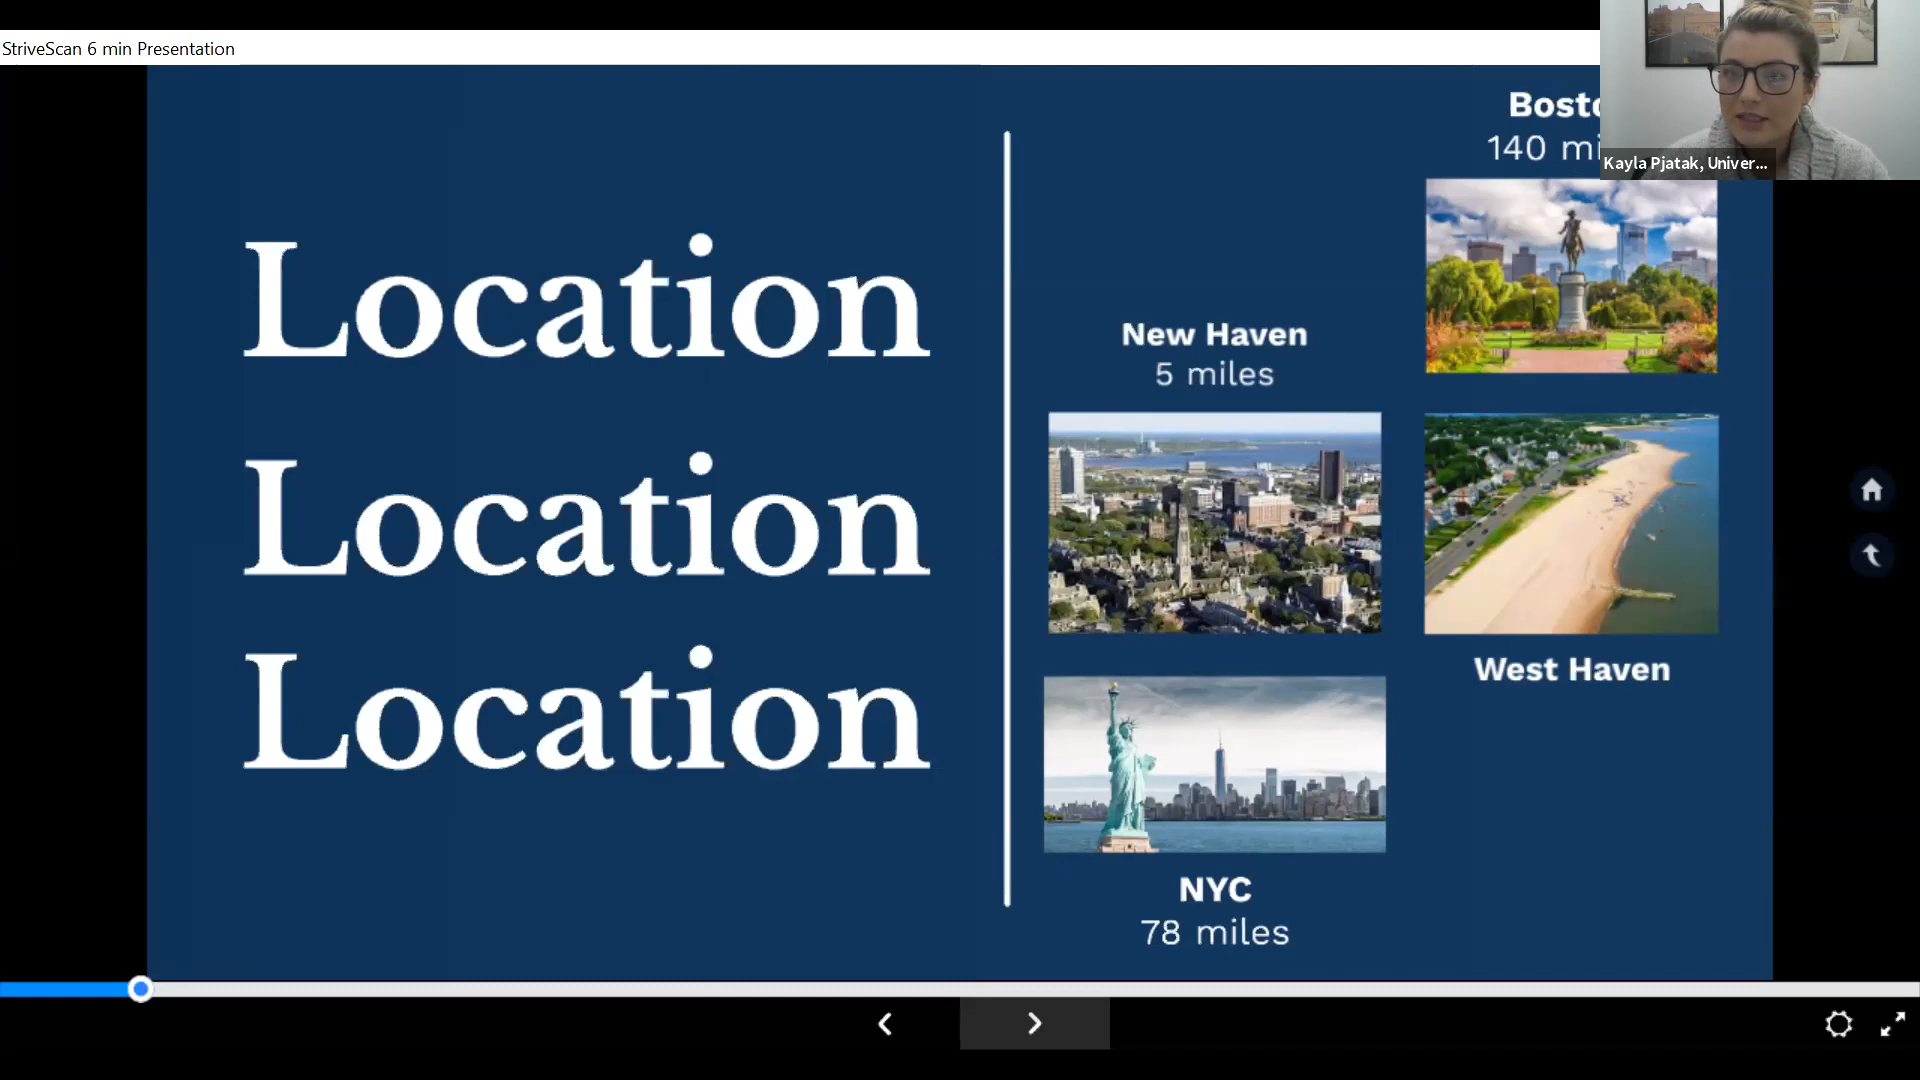 StriveScan 6 min Presentation
Location
Location
Location
New Haven
5 miles
140
West Haven
NYC
78 miles
Kayla Pjatak, Univer...